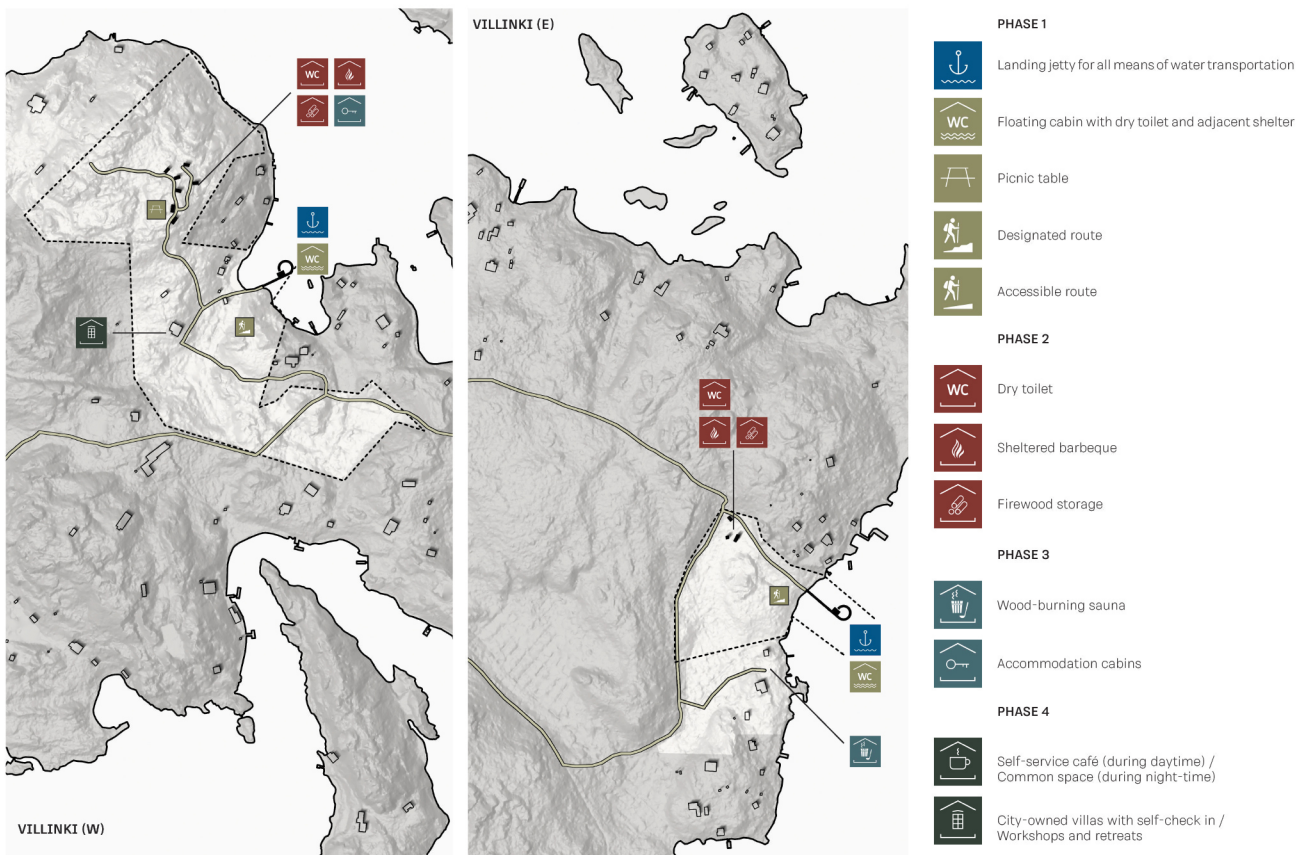 VILLINKI (W)
WC
WC
VILLINKI (E)
WC
WC
PHASE 1
Landing jetty for all means of water transportation
WC
Floating cabin with dry toilet and adjacent shelter
Picnic table
Designated route
Accessible route
PHASE 2
WC
Dry toilet
Sheltered barbeque
Firewood storage
PHASE 3
Wood-burning sauna
Accommodation cabins
PHASE 4
Self-service café (during daytime) /
Common space (during night-time)
City-owned villas with self-check in /
Workshops and retreats